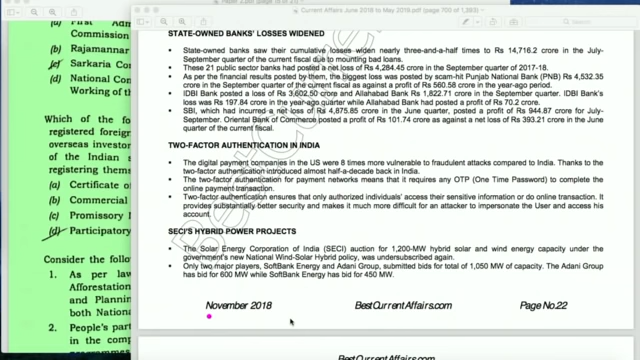 (a) First Adm
Commission
(b) Rajamannar
(c) Sarkaria Co
(d) National Con
Working of th
Which of the fo
registered foreign
overseas investor
of the Indian s
registering them
(a) Certificate o
(b) Commercial
(c) Promissory
(d) Participatory
Consider the follo
1. As per law
Afforestation
and Planning
both Nationa
2. People's part
in the comp
programmes
Current Affairs June 2018 to May 2018.pdf (page 700 of 1,393)
STATE-OWNED BANKS' LOSSES WIDENED
• State-owned banks saw their cumulative losses widen nearly three-and-a-half times to Rs 14,716.2 crore in the July-
September quarter of the current fiscal due to mounting bad loans.
• These 21 public sector banks had posted a net loss of Rs 4,284.45 crore in the September quarter of 2017-18.
• As per the financial results posted by them, the biggest loss was posted by scam-hit Punjab National Bank (PNB) Rs 4,532.35
crore in the September quarter of current fiscal as against a profit of Rs 560.58 crore in the year-ago period.
• IDBI Bank posted a loss of Rs 3,602.50 crore and Allahabad Bank Rs 1,822.71 crore in the September quarter. IDBI Bank's
loss was Rs 197.84 crore in the year-ago quarter while Allahabad Bank had posted a profit of Rs 70.2 crore.
• SBI, which had incurred a net loss of Rs 4,875.85 crore in the June quarter, posted a profit of Rs 944.87 crore for July-
September. Oriental Bank of Commerce posted a profit of Rs 101.74 crore as against a net loss of Rs 393.21 crore in the June
quarter of the current fiscal.
TWO-FACTOR AUTHENTICATION IN INDIA
• The digital payment companies in the US were 8 times more vulnerable to fraudulent attacks compared to India. Thanks to the
two-factor authentication introduced almost half-a-decade back in India.
• The two-factor authentication for payment networks means that it requires any OTP (One Time Password) to complete the
online payment transaction.
• Two-factor authentication ensures that only authorized individuals' access their sensitive information or do online transaction. It
provides substantially better security and makes it much more difficult for an attacker to impersonate the User and access his
account.
SECI'S HYBRID POWER PROJECTS
• The Solar Energy Corporation of India (SECI) auction for 1,200-MW hybrid solar and wind energy capacity under the
government's new National Wind-Solar Hybrid policy, was undersubscribed again.
• Only two major players, SoftBank Energy and Adani Group, submitted bids for total of 1,050 MW of capacity. The Adani Group
has bid for 600 MW while SoftBank Energy has bid for 450 MW.
November 2018 BestCurrentAffairs.com Page No.22
BestCurrentAffairs.com